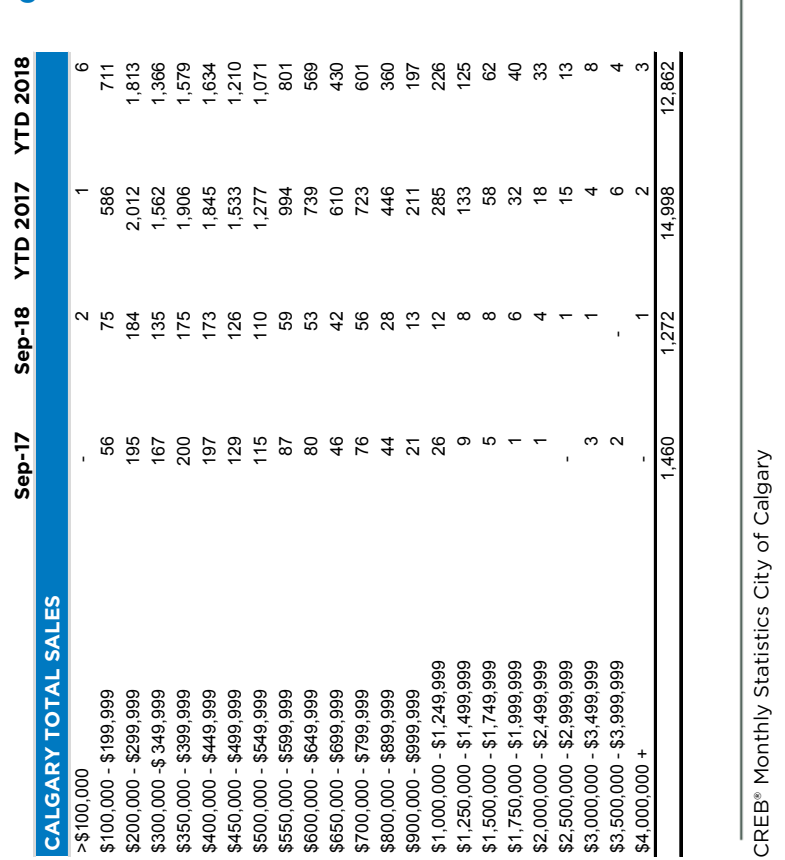 Sep-17 Sep-18 YTD 2017 YTD 2018
CALGARY TOTAL SALES
>$100,000 - 2 1 6
$100,000 - $199,999 56 75 586 711
$200,000 - $299,999 195 184 2,012 1,813
$300,000 -$ 349,999 167 135 1,562 1,366
$350,000 - $399,999 200 175 1,906 1,579
$400,000 - $449,999 197 173 1,845 1,634
$450,000 - $499,999 129 126 1,533 1,210
$500,000 - $549,999 115 110 1,277 1,071
$550,000 - $599,999 87 59 994 801
$600,000 - $649,999 80 53 739 569
$650,000 - $699,999 46 42 610 430
$700,000 - $799,999 76 56 723 601
$800,000 - $899,999 44 28 446 360
$900,000 - $999,999 21 13 211 197
$1,000,000 - $1,249,999 26 12 285 226
$1,250,000 - $1,499,999 9 8 133 125
$1,500,000 - $1,749,999 5 8 58 62
$1,750,000 - $1,999,999 1 6 32 40
$2,000,000 - $2,499,999 1 4 18 33
$2,500,000 - $2,999,999 - 1 15 13
$3,000,000 - $3,499,999 3 1 4 8
$3,500,000 - $3,999,999 2 - 6 4
$4,000,000 + - 1 2 3
1,460 1,272 14,998 12,862
CREB® Monthly Statistics City of Calgary